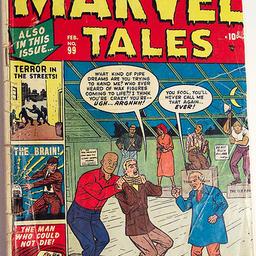 MARVEL
TALES
ALSO
IN THIS
ISSUE...
FEB.
NO.
99
10¢
TERROR
IN THE STREETS!
THE BRAIN!
THE MAN
WHO COULD
NOT DIE!
WHAT KIND OF PIPE
DREAMS ARE YOU TRYING
TO HAND ME? WHO EVER
HEARD OF WAX FIGURES
COMING TO LIFE? I THINK
YOU'RE CRAZY! YOU'RE--
UGH...ARGHHH!
YOU FOOL, YOU'LL
NEVER CALL ME
THAT AGAIN...
EVER!